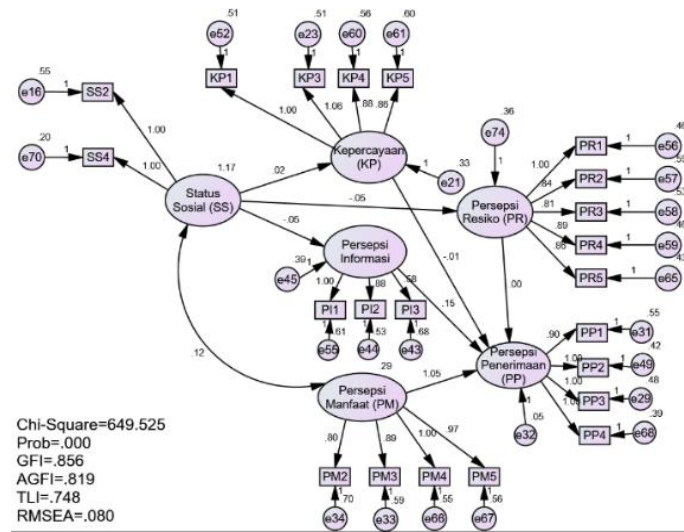 .51
e52
1
KP1
.51
e23
1
KP3
.56
e60
1
KP4
.60
e61
1
KP5
.55
e16
1
SS2
.20
e70
1
SS4
1.00
1.00
1.00
1.06
.88
.86
1.17
Status
Sosial (SS)
Kepercayaan
(KP)
.02
1
.33
e21
.36
e74
1
Persepsi
Resiko (PR)
-.05
-.05
1.00
.84
.81
.89
PR1
PR2
PR3
PR4
PR5
1
1
1
1
1
e56
e57
e58
e59
e65
Persepsi
Informasi
.39
1
e45
1.00
.88
PI1
PI2
PI3
.61
.53
.68
e55
e44
e43
-.01
.15
.00
.12
.29
Persepsi
Manfaat (PM)
1.05
Persepsi
Penerimaan
(PP)
.90
1.00
PP1
PP2
PP3
PP4
1
1
1
1
.55
e31
.42
e49
.48
e29
.39
e68
.05
e32
.80
.89
1.00
.97
PM2
PM3
PM4
PM5
.70
.59
.55
.56
e34
e33
e66
e67
Chi-Square=649.525
Prob=.000
GFI=.856
AGFI=.819
TLI=.748
RMSEA=.080